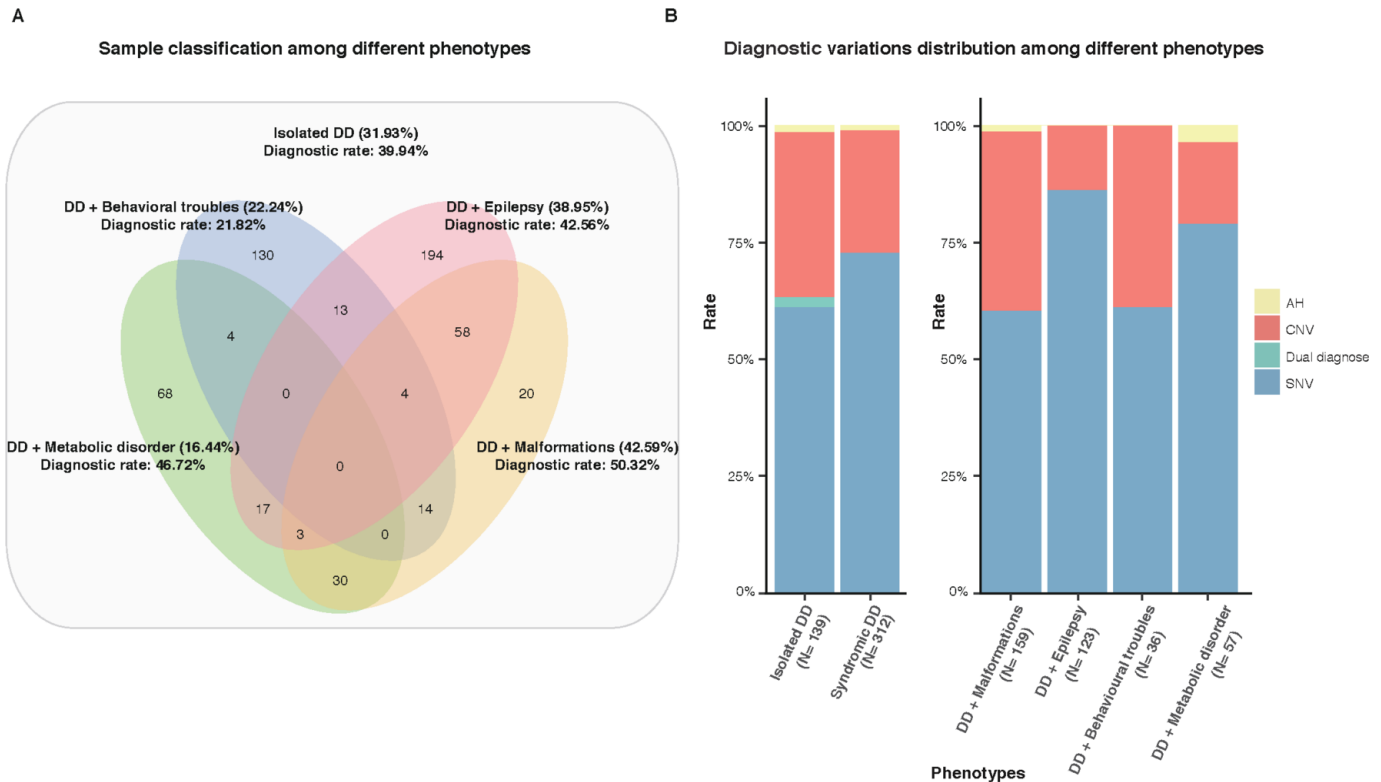 A
Sample classification among different phenotypes
Isolated DD (31.93%)
Diagnostic rate: 39.94%
DD + Behavioral troubles (22.24%)
Diagnostic rate: 21.82%
DD + Epilepsy (38.95%)
Diagnostic rate: 42.56%
130
194
13
4
58
68
0
4
20
DD + Metabolic disorder (16.44%)
Diagnostic rate: 46.72%
DD + Malformations (42.59%)
Diagnostic rate: 50.32%
0
17
14
3
0
30
B
Diagnostic variations distribution among different phenotypes
Rate
100%
75%
50%
25%
0%
Isolated DD
(N= 139)
Syndromic DD
(N= 312)
Rate
100%
75%
50%
25%
0%
DD + Malformations
(N= 159)
DD + Epilepsy
(N= 123)
DD + Behavioural troubles
(N= 36)
DD + Metabolic disorder
(N= 57)
Phenotypes
AH
CNV
Dual diagnose
SNV